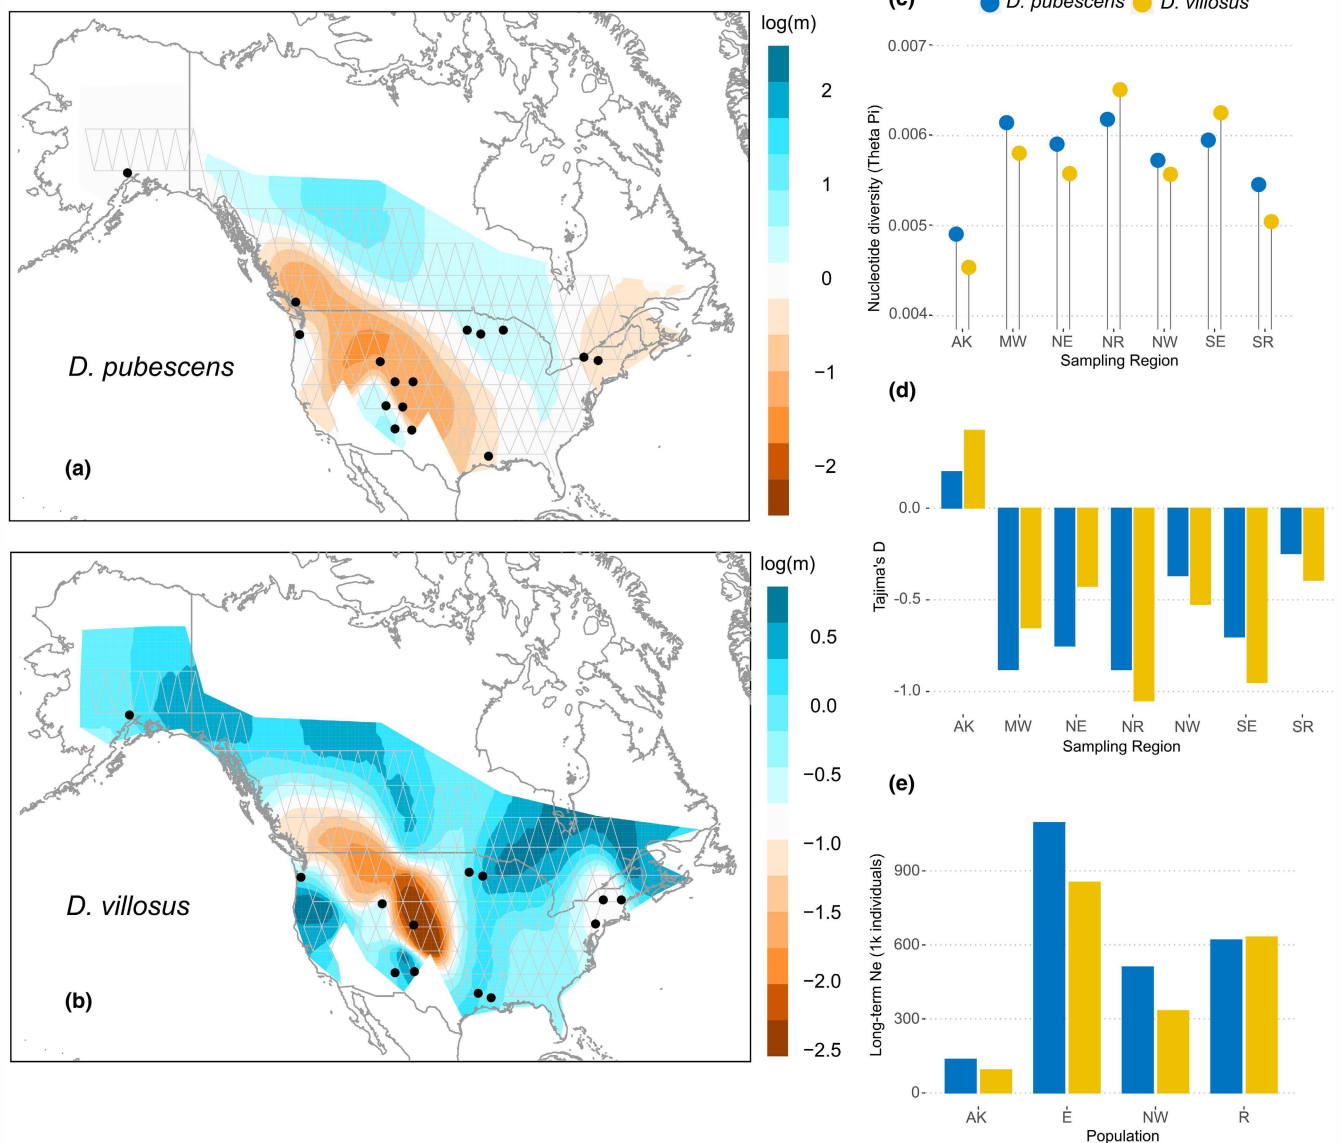 log(m)
2
1
0
−1
−2
D. pubescens
(a)
log(m)
0.5
0.0
−0.5
−1.0
−1.5
−2.0
−2.5
D. villosus
(b)
(c)
D. pubescens D. villosus
Nucleotide diversity (Theta Pi)
0.007
0.006
0.005
0.004
AK MW NE NR NW SE SR
Sampling Region
(d)
Tajima's D
0.0
-0.5
-1.0
AK MW NE NR NW SE SR
Sampling Region
(e)
Long-term Ne (1k individuals)
900
600
300
0
AK E NW R
Population